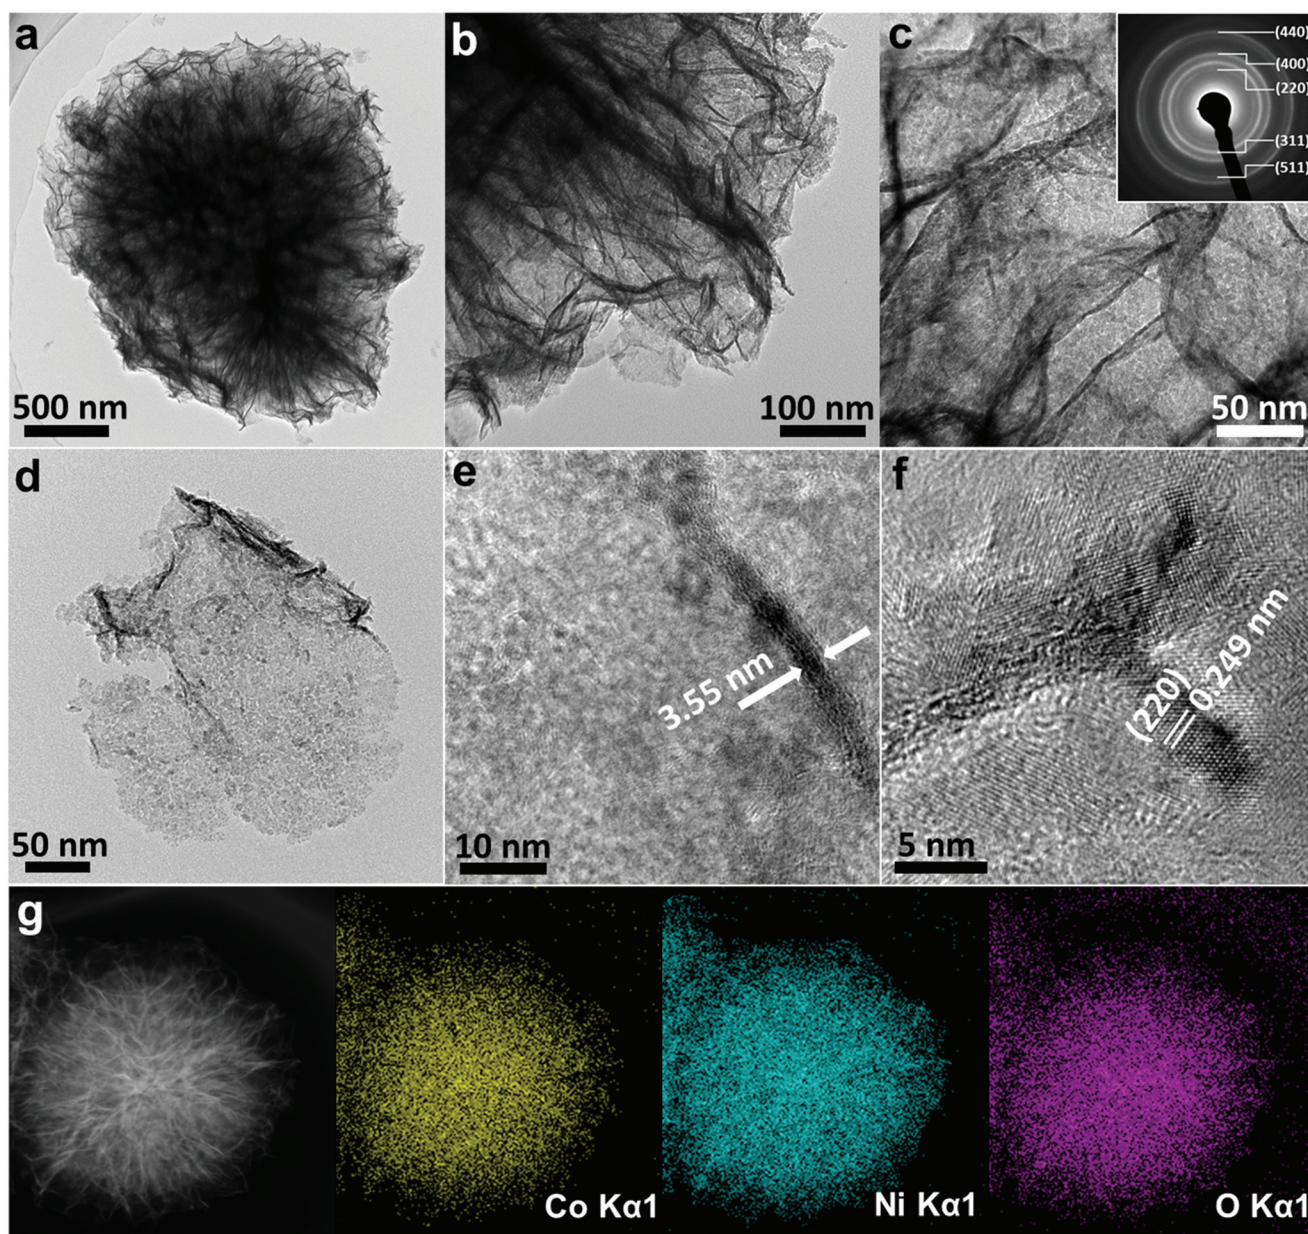 a
500 nm
b
100 nm
c
(440)
(400)
(220)
(311)
(511)
50 nm
d
50 nm
e
3.55 nm
10 nm
f
(220)
0.249 nm
5 nm
g
Co Kα1
Ni Kα1
O Kα1